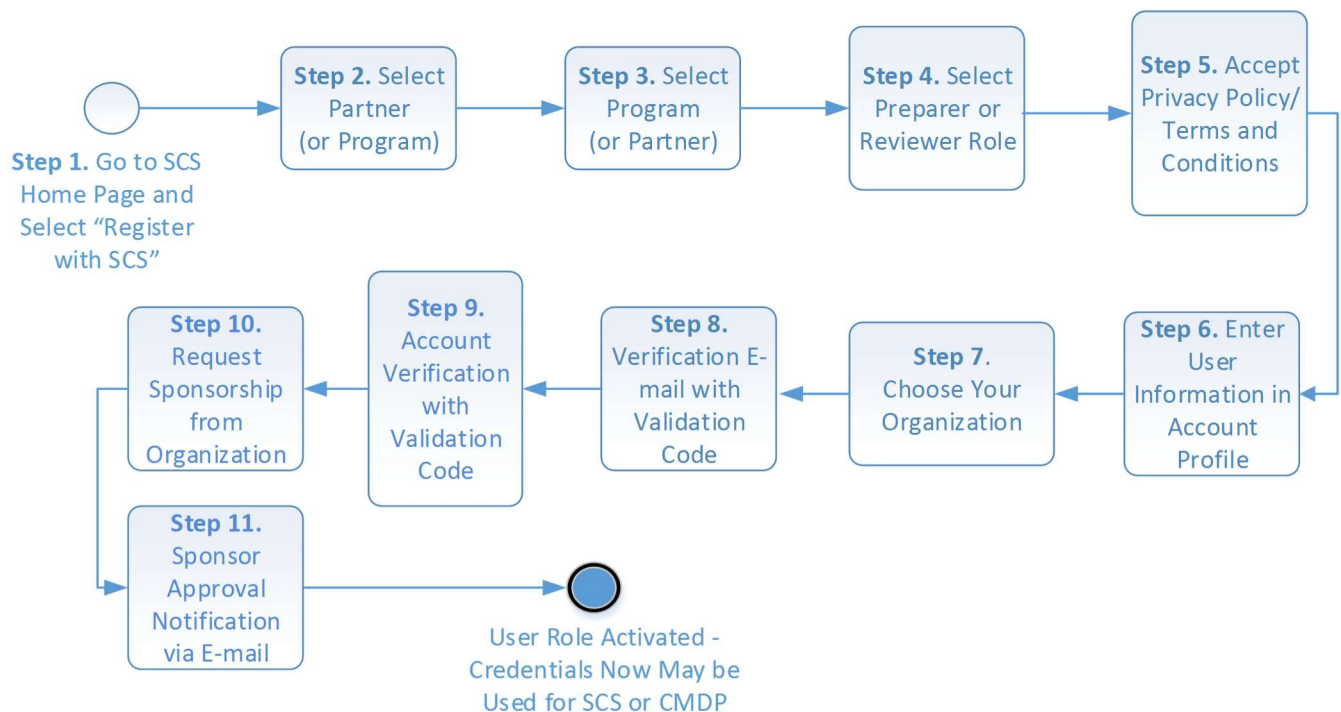 Step 2. Select
Partner
(or Program)
Step 3. Select
Program
(or Partner)
Step 4. Select
Preparer or
Reviewer Role
Step 5. Accept
Privacy Policy/
Terms and
Conditions
Step 1. Go to SCS
Home Page and
Select “Register
with SCS”
Step 6. Enter
User
Information in
Account
Profile
Step 7.
Choose Your
Organization
Step 8.
Verification E-
mail with
Validation
Code
Step 9.
Account
Verification
with
Validation
Code
Step 10.
Request
Sponsorship
from
Organization
Step 11.
Sponsor
Approval
Notification
via E-mail
User Role Activated -
Credentials Now May be
Used for SCS or CMDP